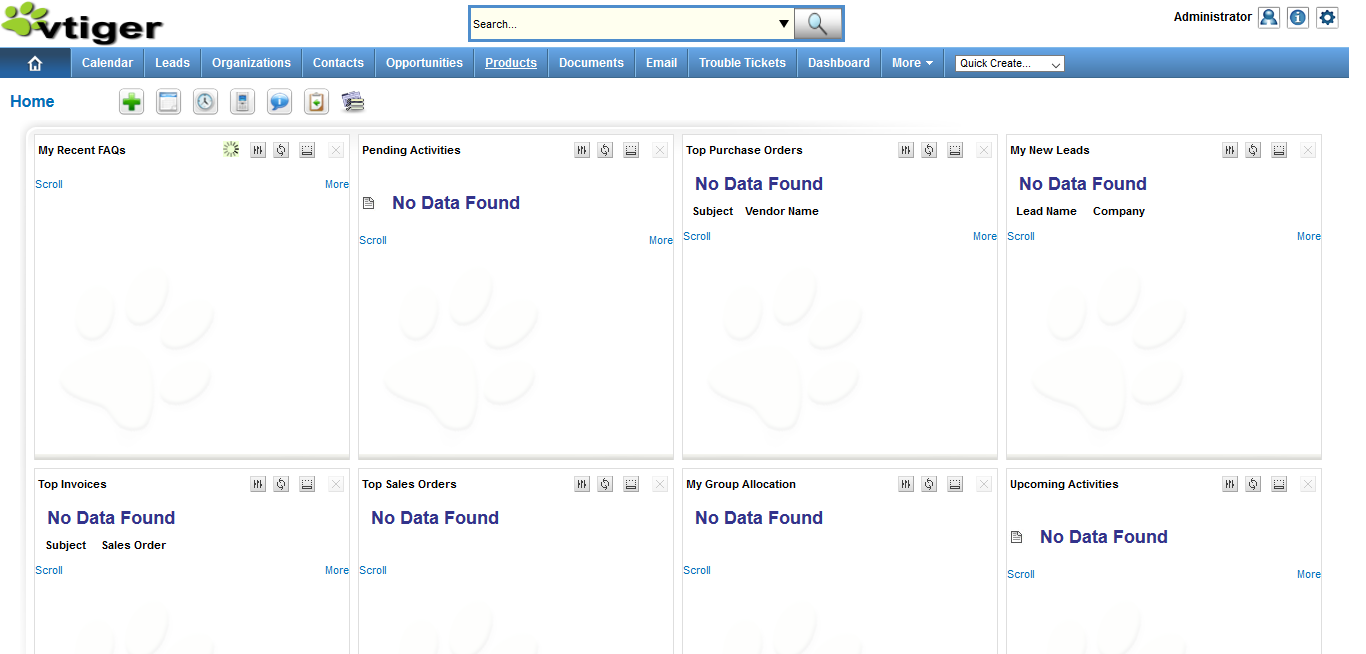 vtiger
Search...
Administrator
Calendar Leads Organizations Contacts Opportunities Products Documents Email Trouble Tickets Dashboard More Quick Create...
Home
My Recent FAQs
Scroll More
Pending Activities
No Data Found
Scroll More
Top Purchase Orders
No Data Found
Subject Vendor Name
Scroll More
My New Leads
No Data Found
Lead Name Company
Scroll More
Top Invoices
No Data Found
Subject Sales Order
Scroll More
Top Sales Orders
No Data Found
Scroll
My Group Allocation
No Data Found
Scroll
Upcoming Activities
No Data Found
Scroll More